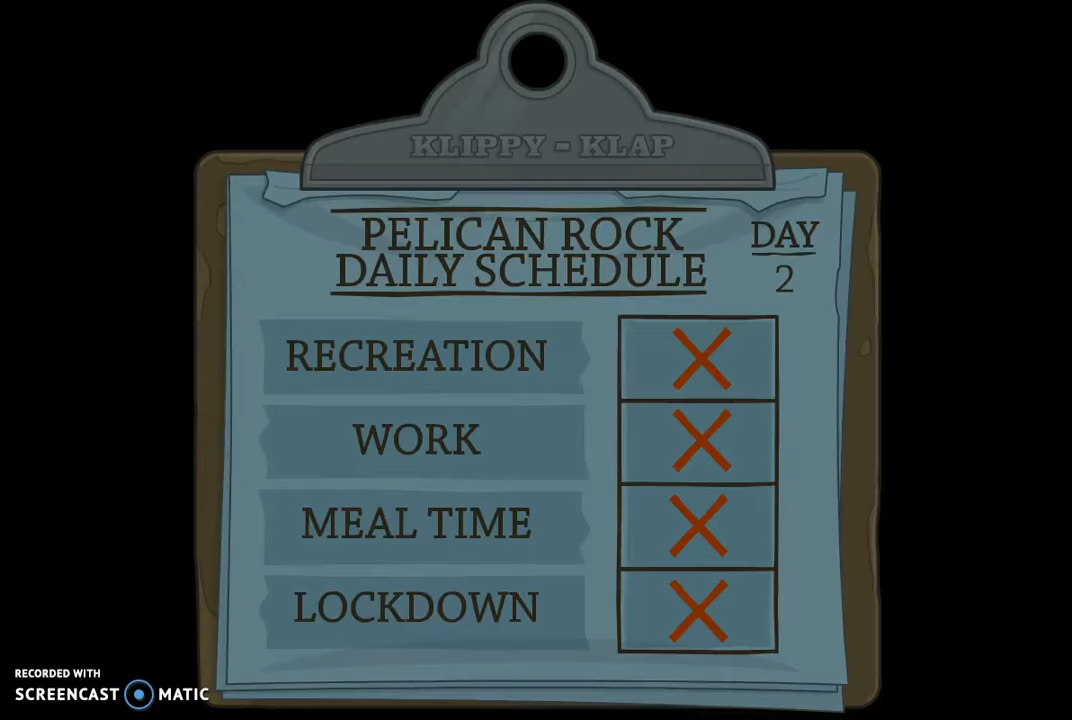 KLIPPY - KLAP
PELICAN ROCK
DAILY SCHEDULE
DAY
2
RECREATION
WORK
MEAL TIME
LOCKDOWN
RECORDED WITH
SCREENCAST MATIC